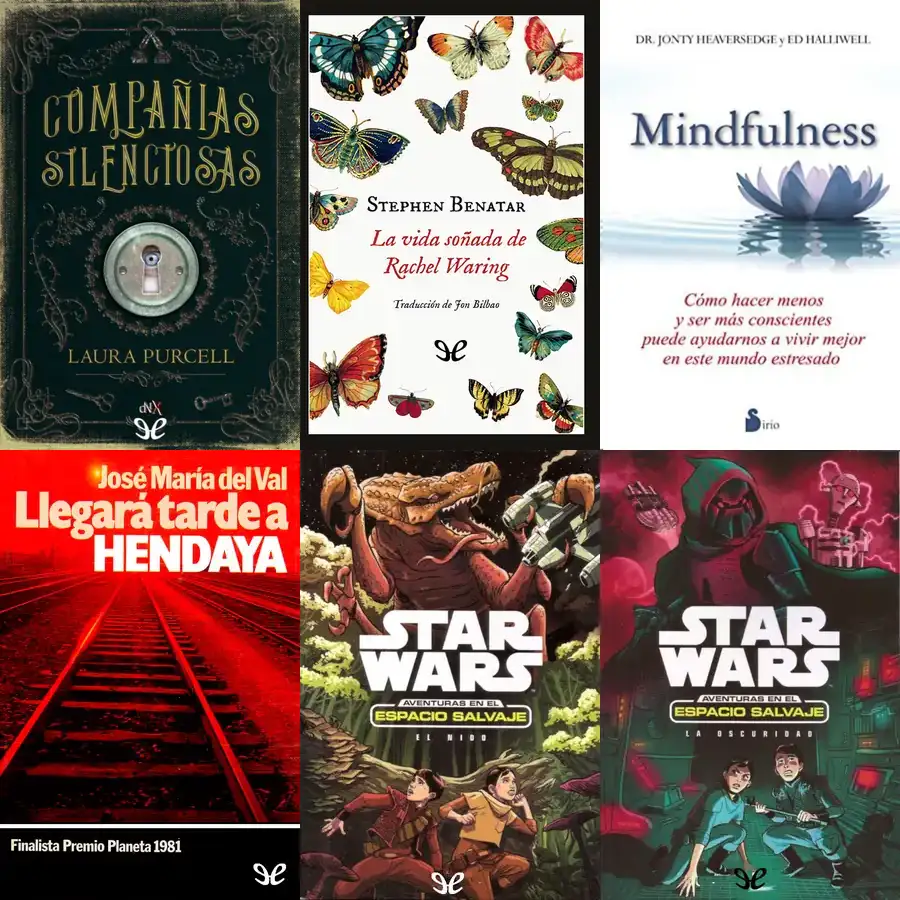 COMPAÑIAS
SILENCIOSAS
LAURA PURCELL
dNX
STEPHEN BENATAR
La vida soñada de
Rachel Waring
Traducción de Jon Bilbao
DR. JONTY HEAVERSEDGE y ED HALLIWELL
Mindfulness
Cómo hacer menos
y ser más conscientes
puede ayudarnos a vivir mejor
en este mundo estresado
Sirio
José María del Val
Llegará tarde a
HENDAYA
Finalista Premio Planeta 1981
STAR
WARS
AVENTURAS EN EL
ESPACIO SALVAJE
EL NIDO
STAR
WARS
AVENTURAS EN EL
ESPACIO SALVAJE
LA OSCURIDAD